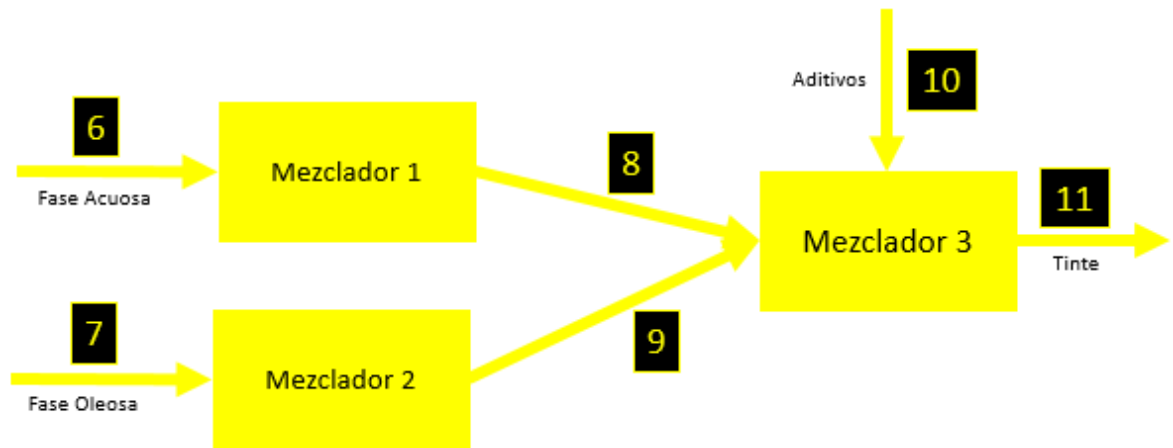 Aditivos
10
6
Mezclador 1
8
Fase Acuosa
11
Mezclador 3
Tinte
7
9
Mezclador 2
Fase Oleosa